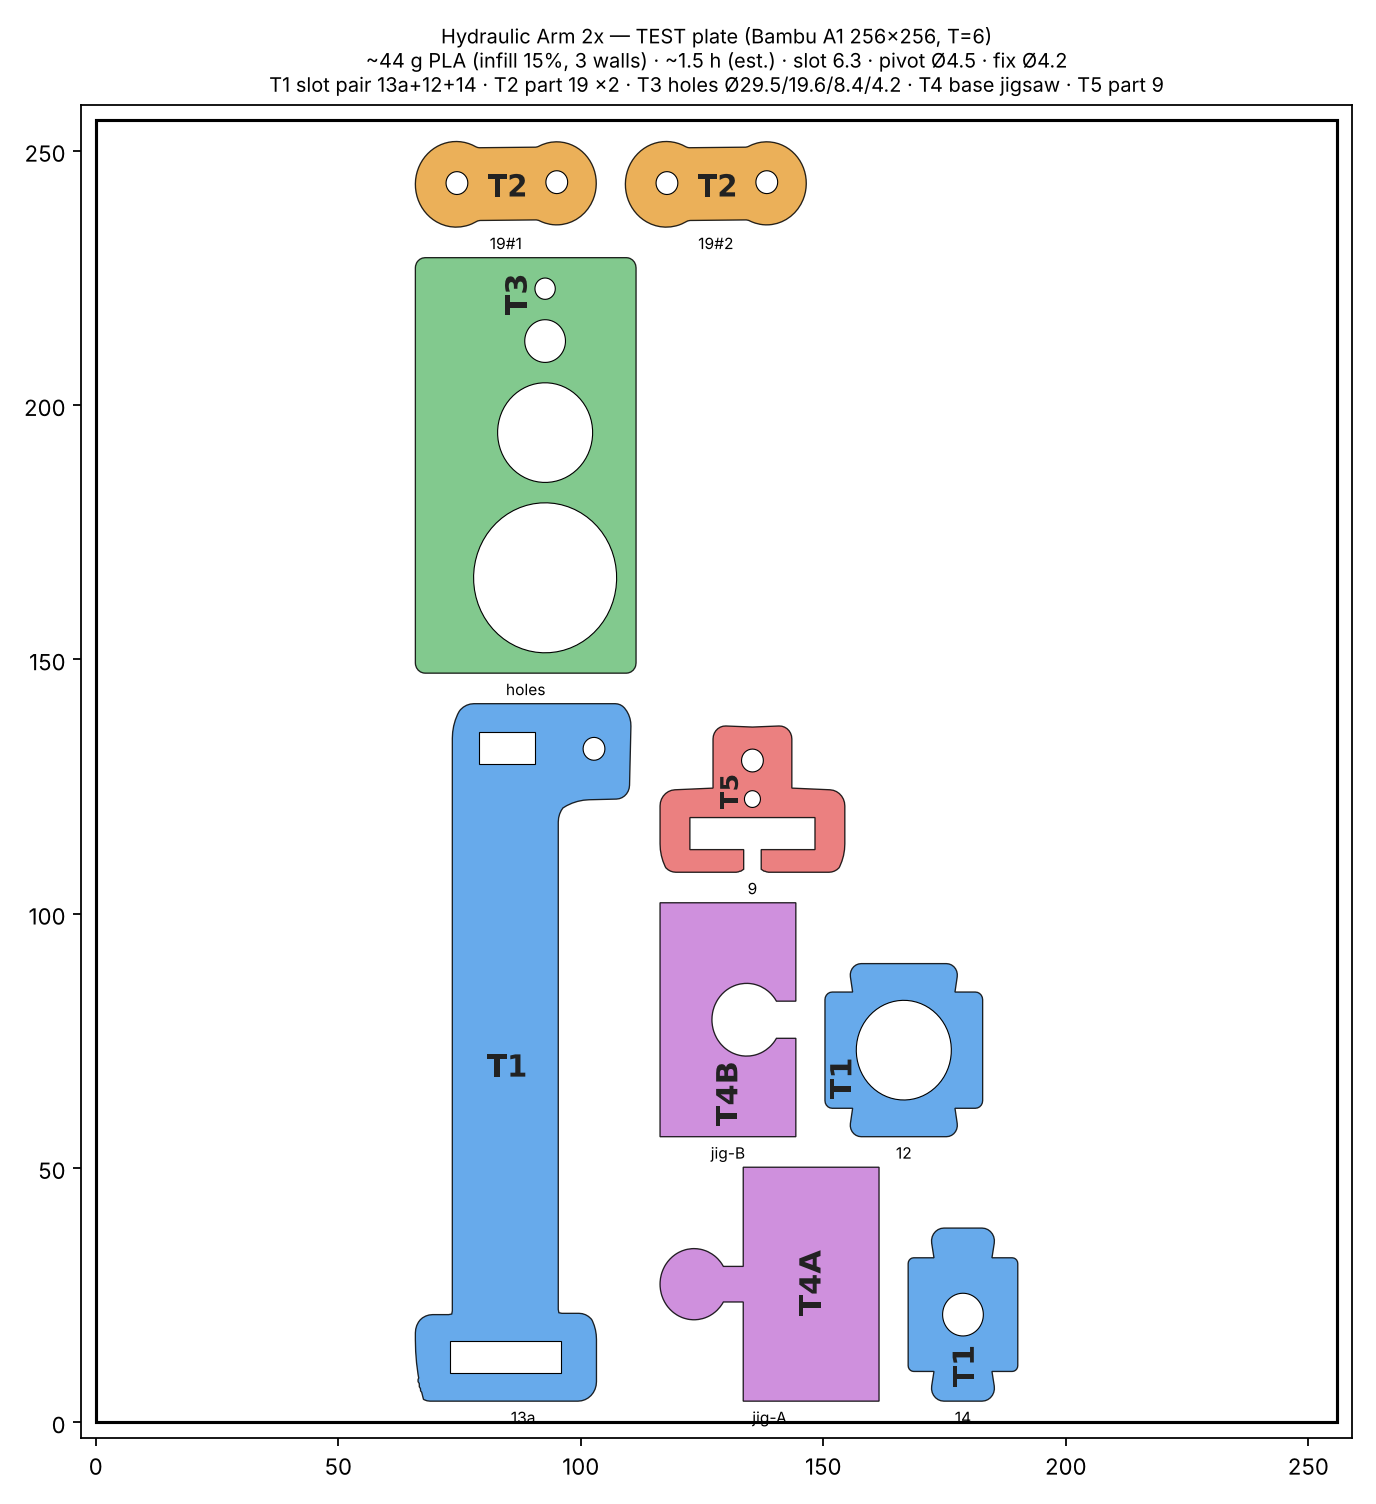 Hydraulic Arm 2x — TEST plate (Bambu A1 256×256, T=6)
~44 g PLA (infill 15%, 3 walls) · ~1.5 h (est.) · slot 6.3 · pivot Ø4.5 · fix Ø4.2
T1 slot pair 13a+12+14 · T2 part 19 ×2 · T3 holes Ø29.5/19.6/8.4/4.2 · T4 base jigsaw · T5 part 9
250
T2
T2
19#1
19#2
T3
200
150
holes
T5
9
100
T4B
T1
T1
jig-B
12
50
T4A
T1
13a
jig-A
14
0
0
50
100
150
200
250